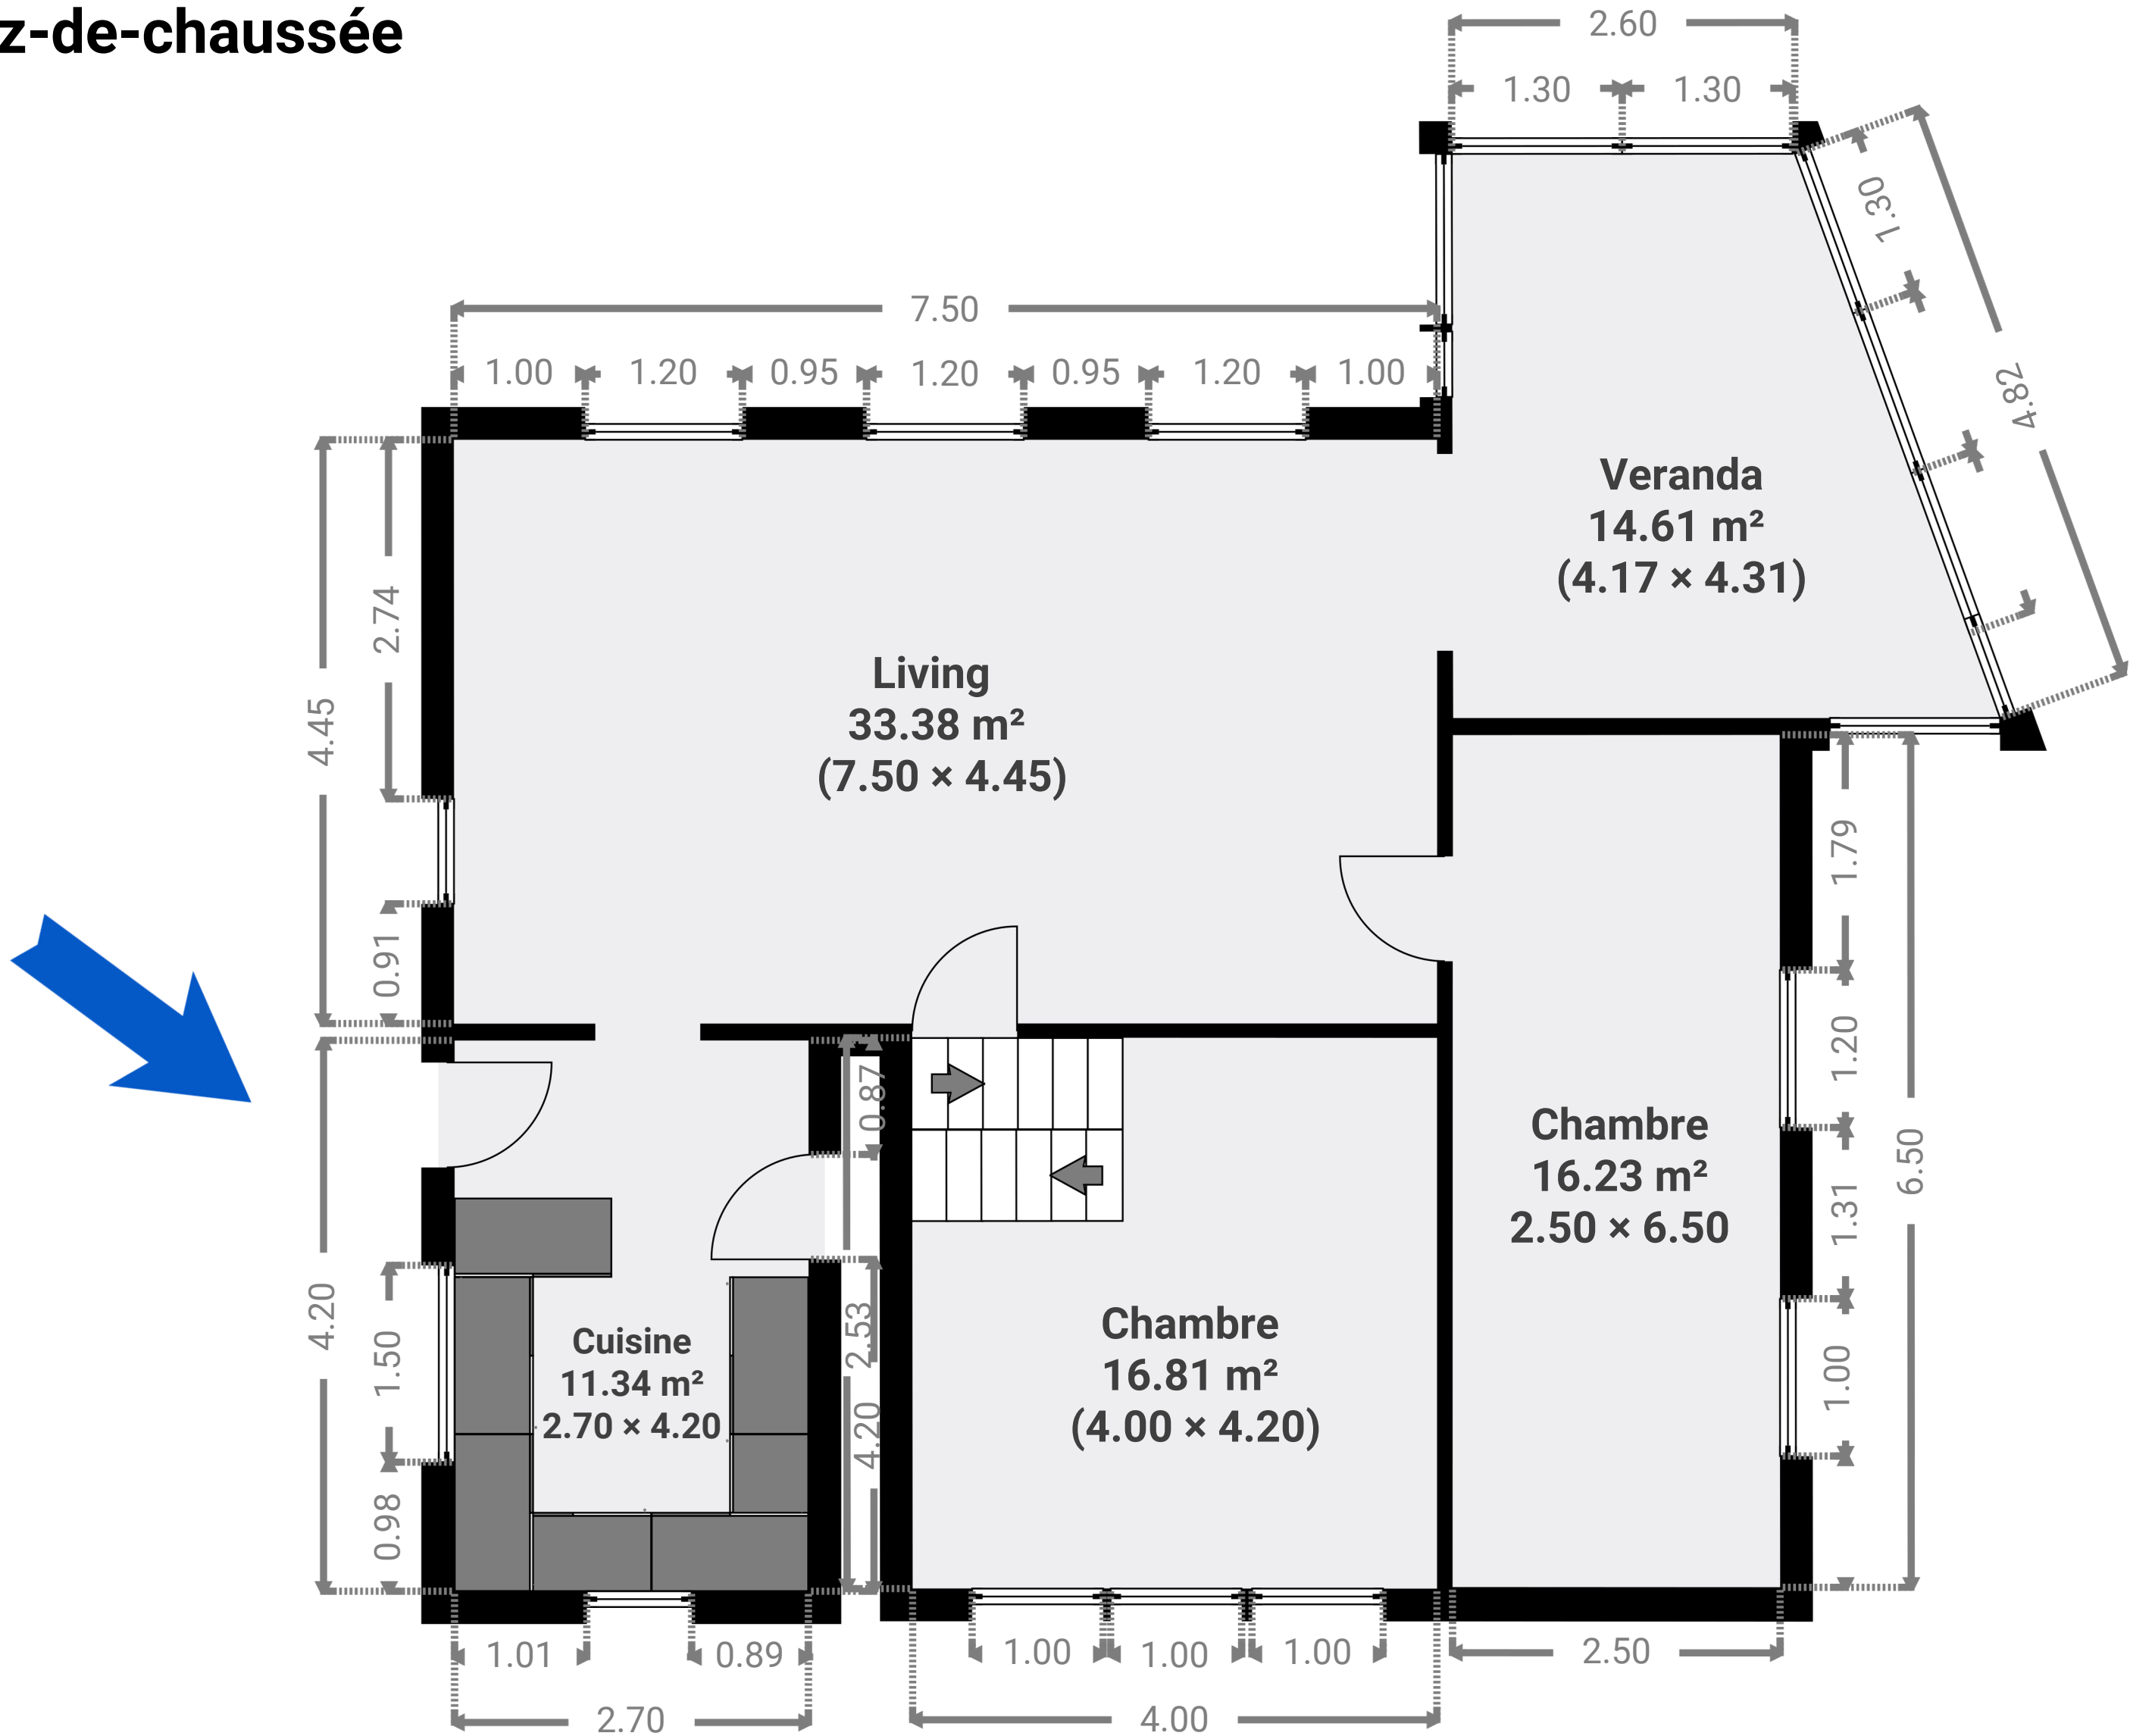 z-de-chaussée
2.60
1.30
1.30
1.30
4.82
7.50
1.00
1.20
0.95
1.20
0.95
1.20
1.00
2.74
4.45
0.91
Veranda
14.61 m²
(4.17 × 4.31)
Living
33.38 m²
(7.50 × 4.45)
1.79
1.20
1.31
1.00
6.50
0.87
2.53
4.20
4.20
1.50
0.98
Chambre
16.23 m²
2.50 × 6.50
Cuisine
11.34 m²
2.70 × 4.20
Chambre
16.81 m²
(4.00 × 4.20)
1.01
0.89
1.00
1.00
1.00
2.50
2.70
4.00